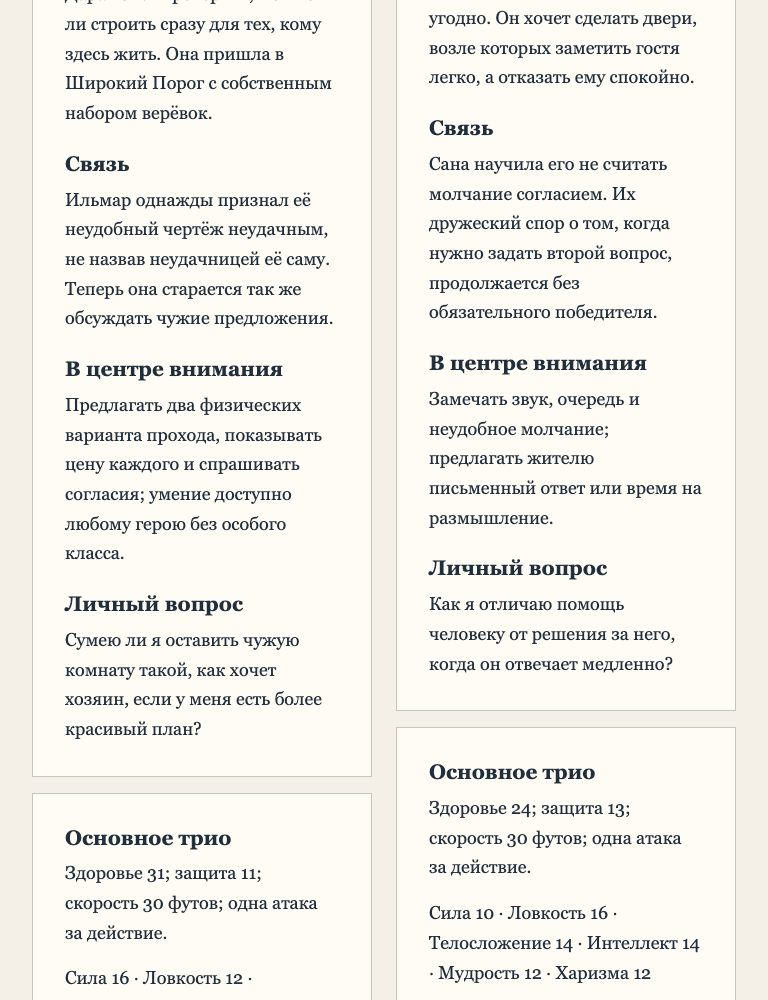 ли строить сразу для тех, кому
здесь жить. Она пришла в
Широкий Порог с собственным
набором верёвок.
Связь
Ильмар однажды признал её
неудобный чертёж неудачным,
не назвав неудачницей её саму.
Теперь она старается так же
обсуждать чужие предложения.
В центре внимания
Предлагать два физических
варианта прохода, показывать
цену каждого и спрашивать
согласия; умение доступно
любому герою без особого
класса.
Личный вопрос
Сумею ли я оставить чужую
комнату такой, как хочет
хозяин, если у меня есть более
красивый план?
Основное трио
Здоровье 31; защита 11;
скорость 30 футов; одна атака
за действие.
Сила 16 · Ловкость 12 ·
угодно. Он хочет сделать двери,
возле которых заметить гостя
легко, а отказать ему спокойно.
Связь
Сана научила его не считать
молчание согласием. Их
дружеский спор о том, когда
нужно задать второй вопрос,
продолжается без
обязательного победителя.
В центре внимания
Замечать звук, очередь и
неудобное молчание;
предлагать жителю
письменный ответ или время на
размышление.
Личный вопрос
Как я отличаю помощь
человеку от решения за него,
когда он отвечает медленно?
Основное трио
Здоровье 24; защита 13;
скорость 30 футов; одна атака
за действие.
Сила 10 · Ловкость 16 ·
Телосложение 14 · Интеллект 14
· Мудрость 12 · Харизма 12